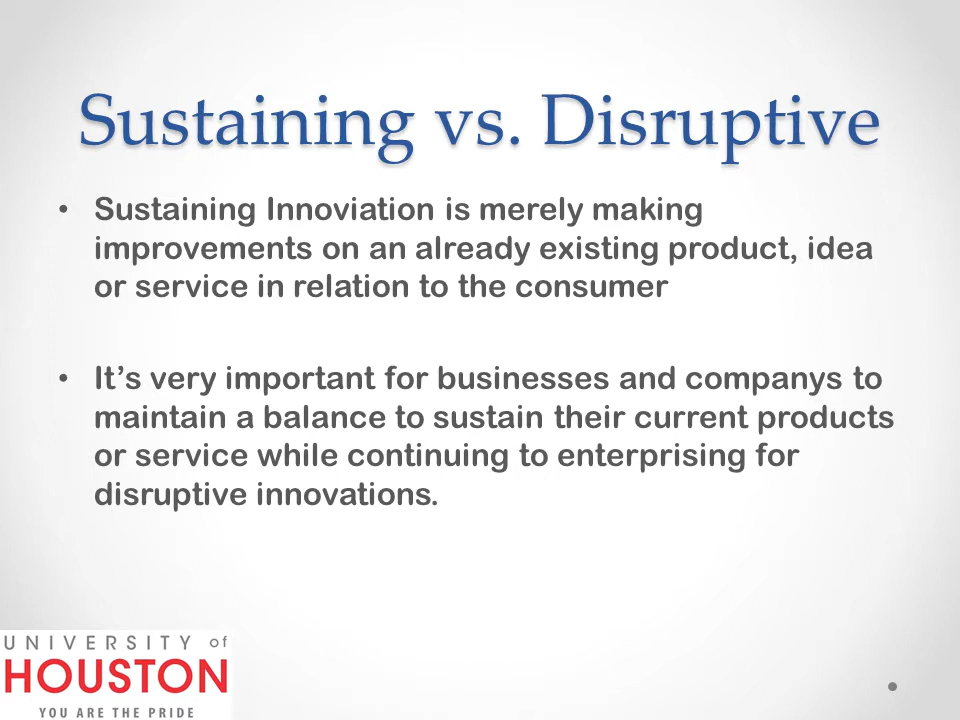 Sustaining vs. Disruptive
• Sustaining Innoviation is merely making
improvements on an already existing product, idea
or service in relation to the consumer
• It’s very important for businesses and companys to
maintain a balance to sustain their current products
or service while continuing to enterprising for
disruptive innovations.
UNIVERSITY of
HOUSTON
YOU ARE THE PRIDE